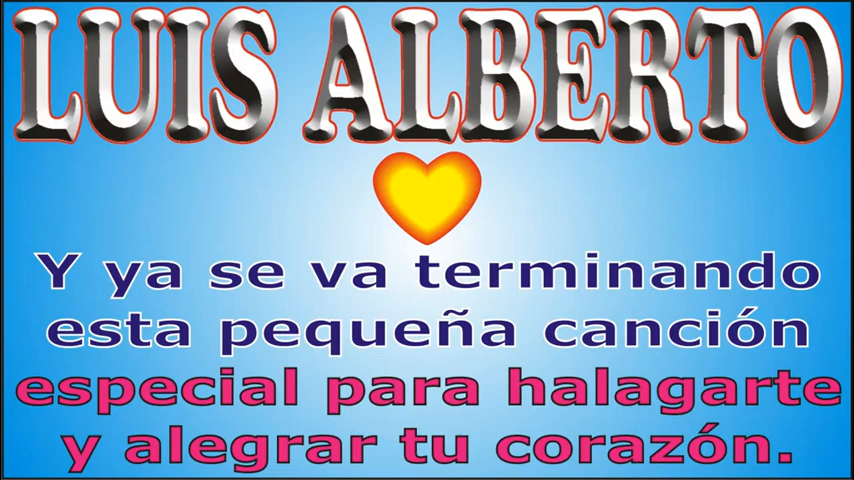 LUIS ALBERTO
Y ya se va terminando
esta pequeña canción
especial para halagarte
y alegrar tu corazón.